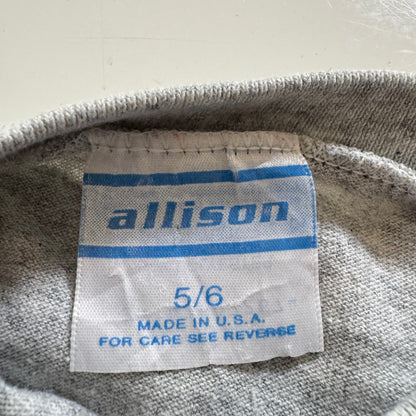 allison
5/6
MADE IN U.S.A.
FOR CARE SEE REVERSE